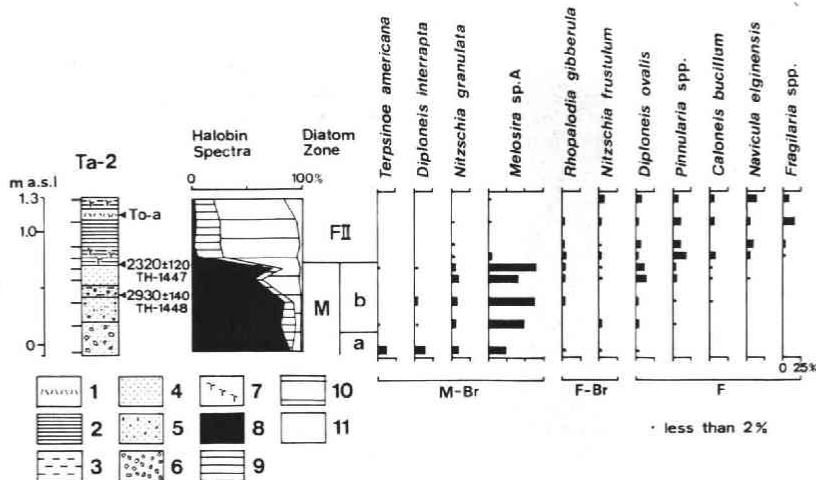 Terpsinoe americana
Diploneis interrapta
Nitzschia granulata
Melosira sp.A
Rhopalodia gibberula
Nitzschia frustulum
Diploneis ovalis
Pinnularia spp.
Caloneis bucillum
Navicula elginensis
Fragilaria spp.
Halobin Spectra
Diatom Zone
Ta-2
m a.s.l
0 100%
1.3
1.0
0
To-a
2320±120
TH-1447
2930±140
TH-1448
FⅡ
M
b
a
0 25%
M-Br
F-Br
F
· less than 2%
1 4 7 10
2 5 8 11
3 6 9